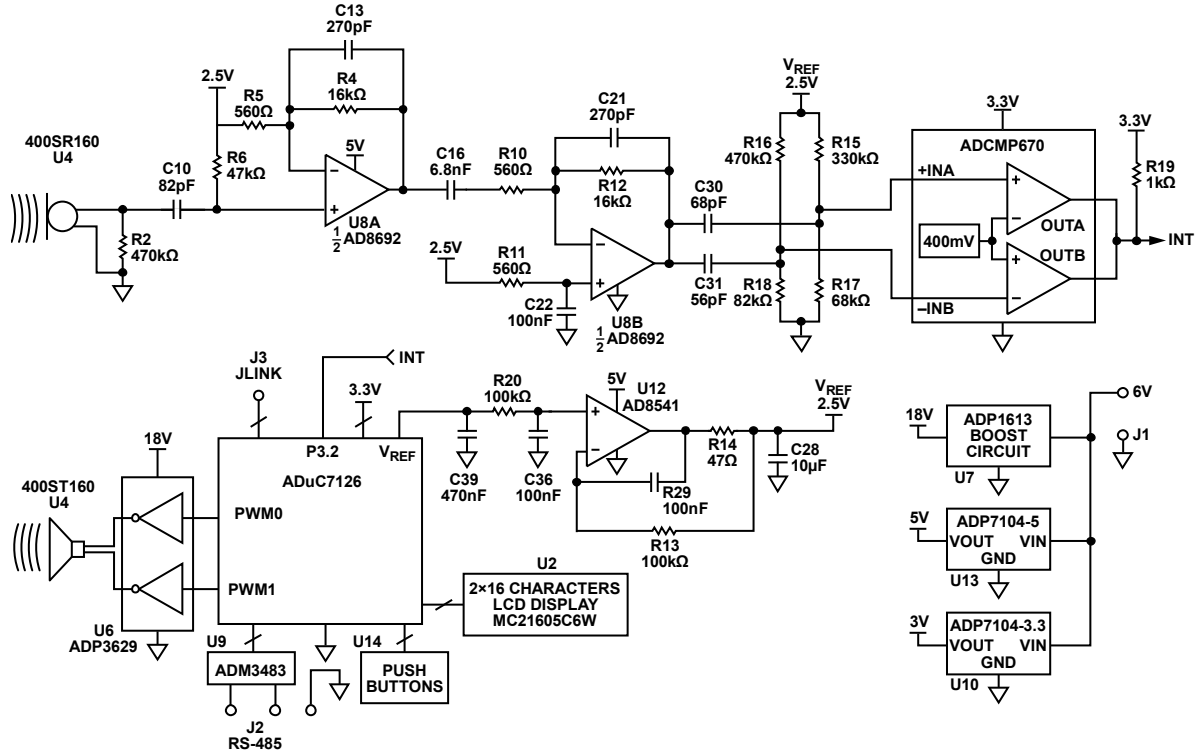 C13
270pF
R4
16kΩ
2.5V
R5
560Ω
400SR160
U4
C10
82pF
R6
47kΩ
R2
470kΩ
5V
–
+
U8A
1/2 AD8692
C16
6.8nF
R10
560Ω
C21
270pF
R12
16kΩ
2.5V
R11
560Ω
C22
100nF
–
+
U8B
1/2 AD8692
C30
68pF
C31
56pF
VREF
2.5V
R16
470kΩ
R15
330kΩ
R18
82kΩ
R17
68kΩ
3.3V
ADCMP670
+INA
+
–
400mV
OUTA
OUTB
+
–
–INB
3.3V
R19
1kΩ
INT
J3
JLINK
INT
3.3V
P3.2
VREF
ADuC7126
PWM0
PWM1
18V
400ST160
U4
U6
ADP3629
U9
ADM3483
J2
RS-485
U14
PUSH
BUTTONS
U2
2×16 CHARACTERS
LCD DISPLAY
MC21605C6W
R20
100kΩ
C39
470nF
C36
100nF
5V
U12
AD8541
+
–
R14
47Ω
R29
100nF
R13
100kΩ
C28
10µF
VREF
2.5V
18V
ADP1613
BOOST
CIRCUIT
U7
6V
J1
5V
ADP7104-5
VOUT VIN
GND
U13
3V
ADP7104-3.3
VOUT VIN
GND
U10